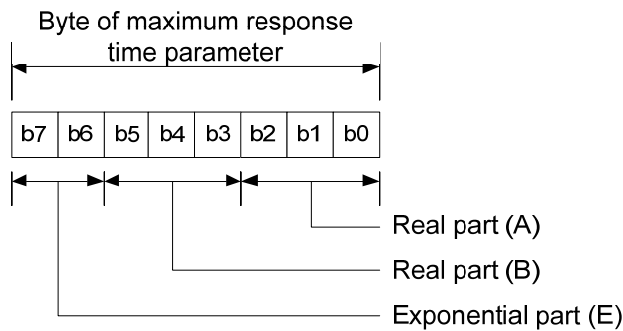 Byte of maximum response
time parameter
b7 b6 b5 b4 b3 b2 b1 b0
Real part (A)
Real part (B)
Exponential part (E)